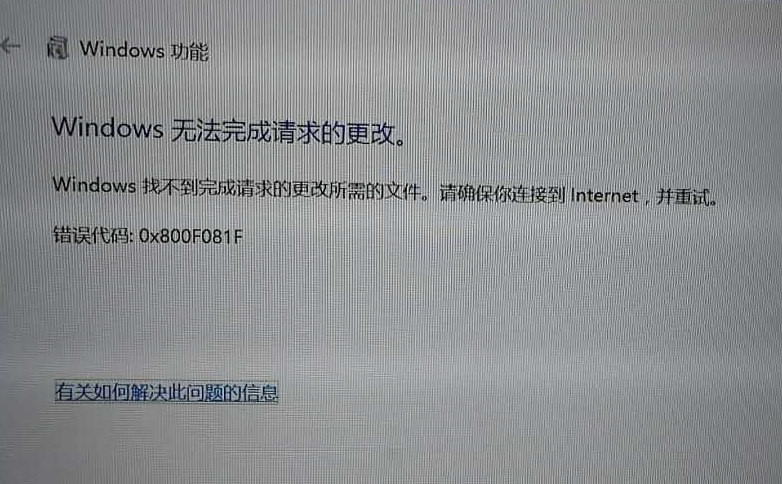 Windows 功能
Windows 无法完成请求的更改。
Windows 找不到完成请求的更改所需的文件。请确保你连接到 Internet，并重试。
错误代码: 0x800F081F
有关如何解决此问题的信息